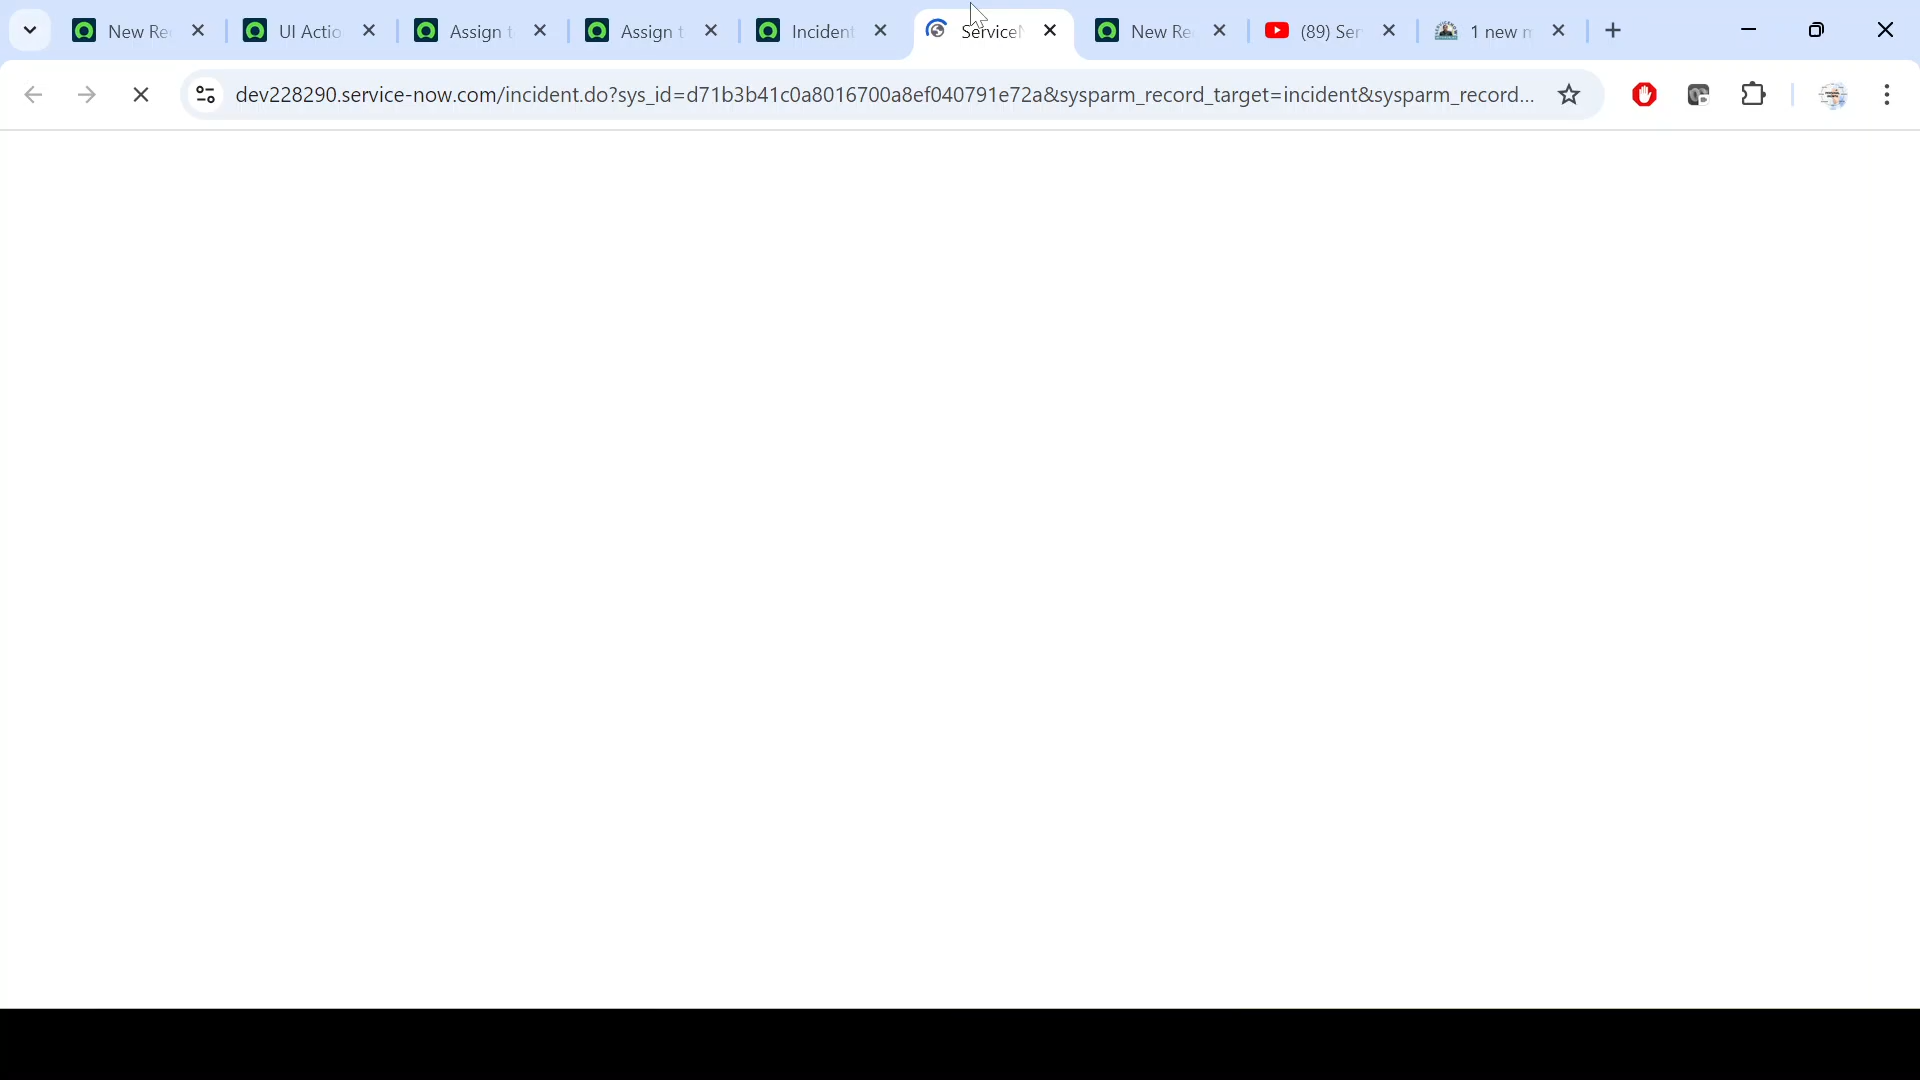 New Re
UI Actio
Assign t
Assign t
Incident
Service
New Re
(89) Ser
1 new m
dev228290.service-now.com/incident.do?sys_id=d71b3b41c0a8016700a8ef040791e72a&sysparm_record_target=incident&sysparm_record...